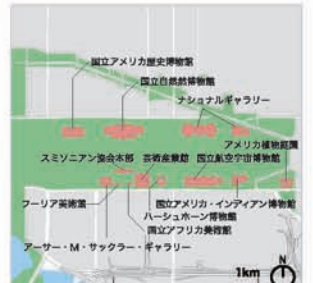 国立アメリカ歴史博物館
国立自然博物館
ナショナルギャラリー
アメリカ植物庭園
スミソニアン協会本部 芸術産業館 国立航空宇宙博物館
フーリア美術館
国立アメリカ・インディアン博物館
ハーシュホーン博物館
国立アフリカ美術館
アーサー・M・サックラー・ギャラリー
1km
N